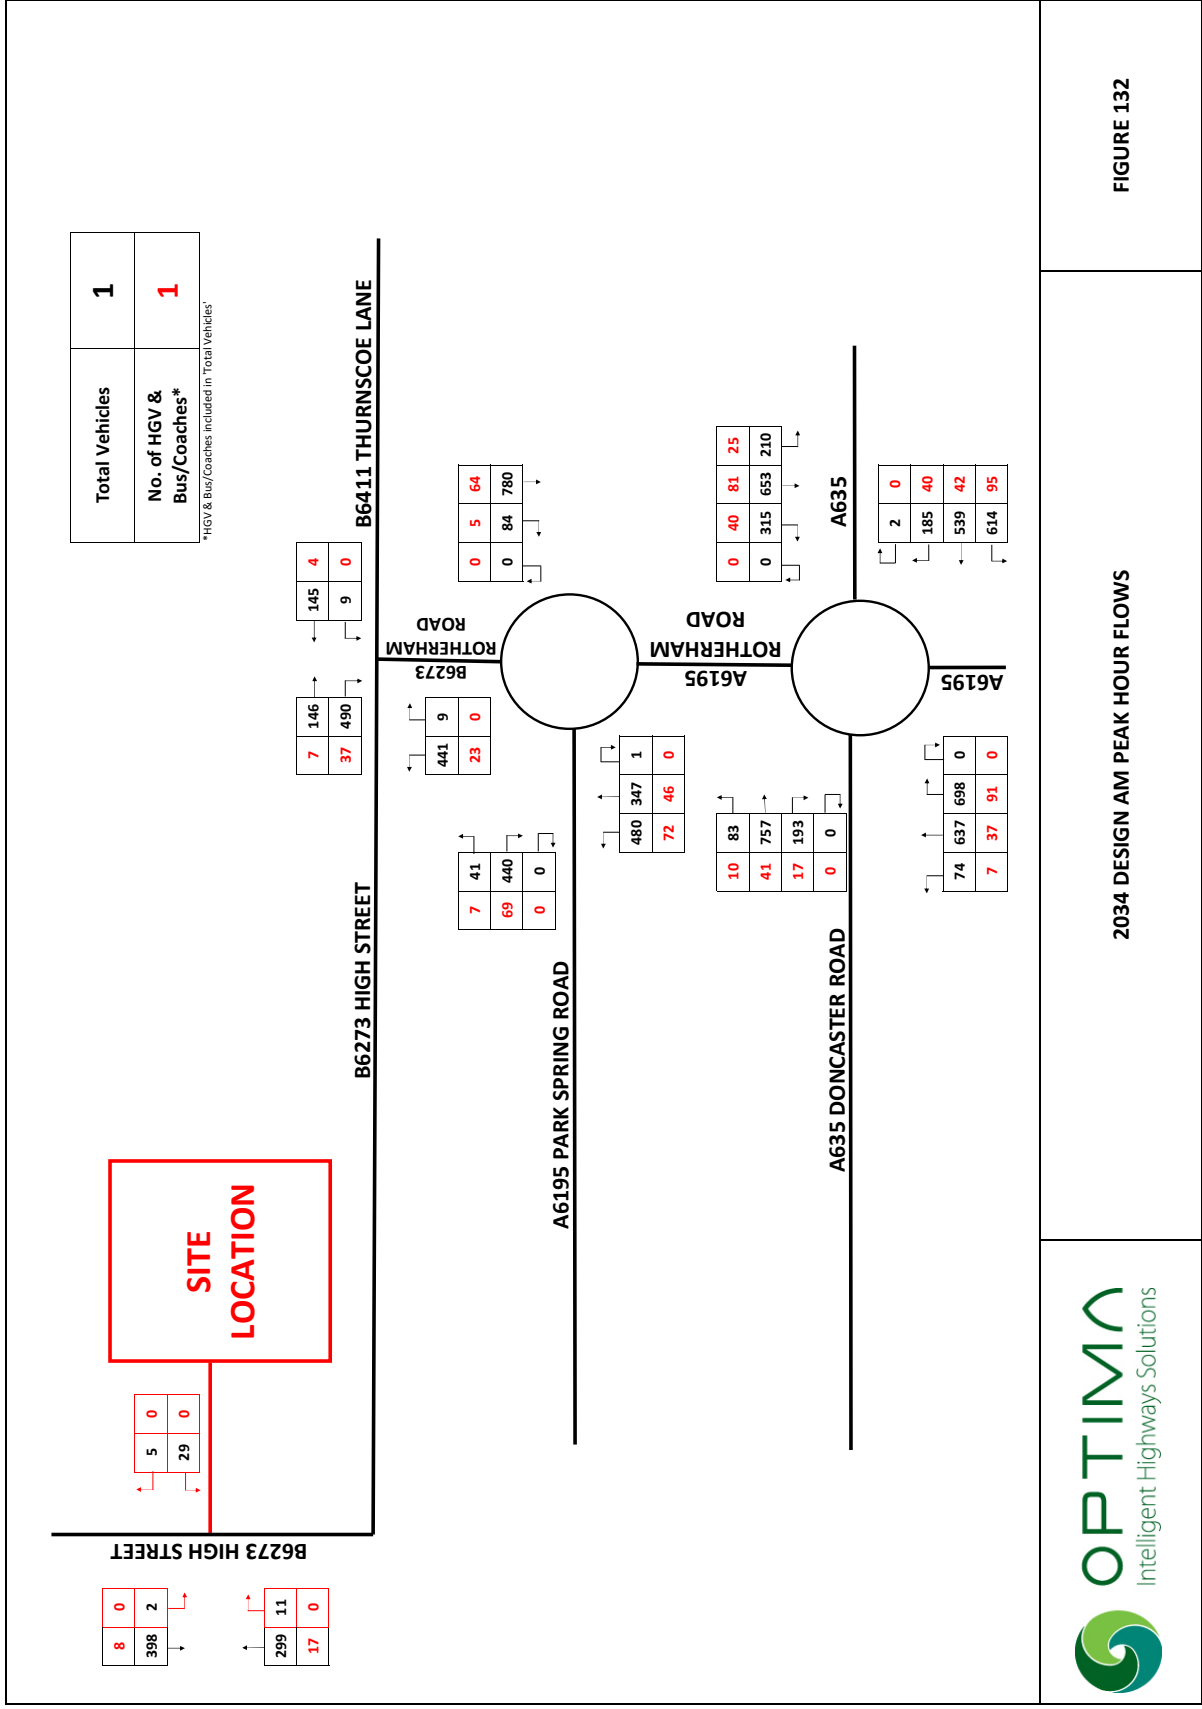 Total Vehicles 1
No. of HGV &
Bus/Coaches* 1
*HGV & Bus/Coaches included in 'Total Vehicles'
SITE
LOCATION
5 0
29 0
B6273 HIGH STREET
8 0
398 2
299 11
17 0
B6273 HIGH STREET
B6411 THURNSCOE LANE
7 146
37 490
145 4
9 0
B6273
ROTHERHAM
ROAD
441 9
23 0
0 5 64
0 84 780
7 41
69 440
0 0
480 347 1
72 46 0
A6195 PARK SPRING ROAD
A6195
ROTHERHAM
ROAD
0 40 81 25
0 315 653 210
10 83
41 757
17 193
0 0
A635 DONCASTER ROAD
A635
2 0
185 40
539 42
614 95
A6195
74 637 698 0
7 37 91 0
OPTIMA
Intelligent Highways Solutions
2034 DESIGN AM PEAK HOUR FLOWS
FIGURE 132